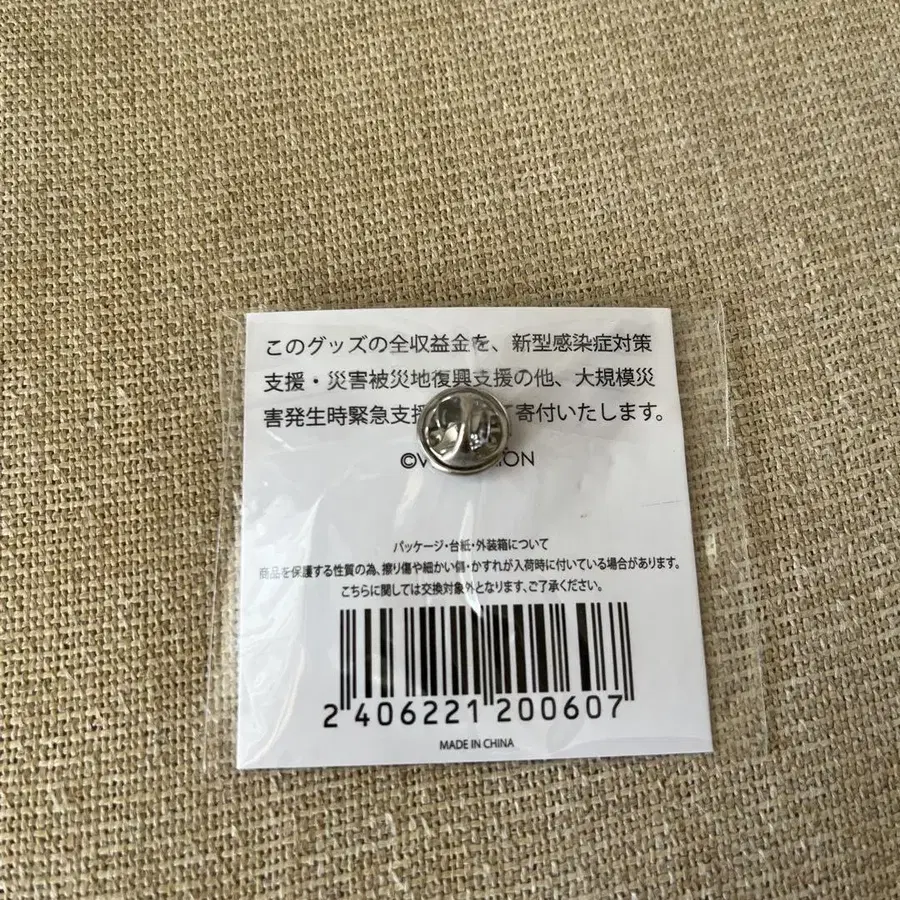 このグッズの全収益金を、新型感染症対策
支援・災害被災地復興支援の他、大規模災
害発生時緊急支援 て寄付いたします。
©V ON
パッケージ・台紙・外装箱について
商品を保護する性質の為、擦り傷や細かい傷・かすれが入荷時に付いている場合があります。
こちらに関しては交換対象外となります、ご了承ください。
2 406221 200607
MADE IN CHINA